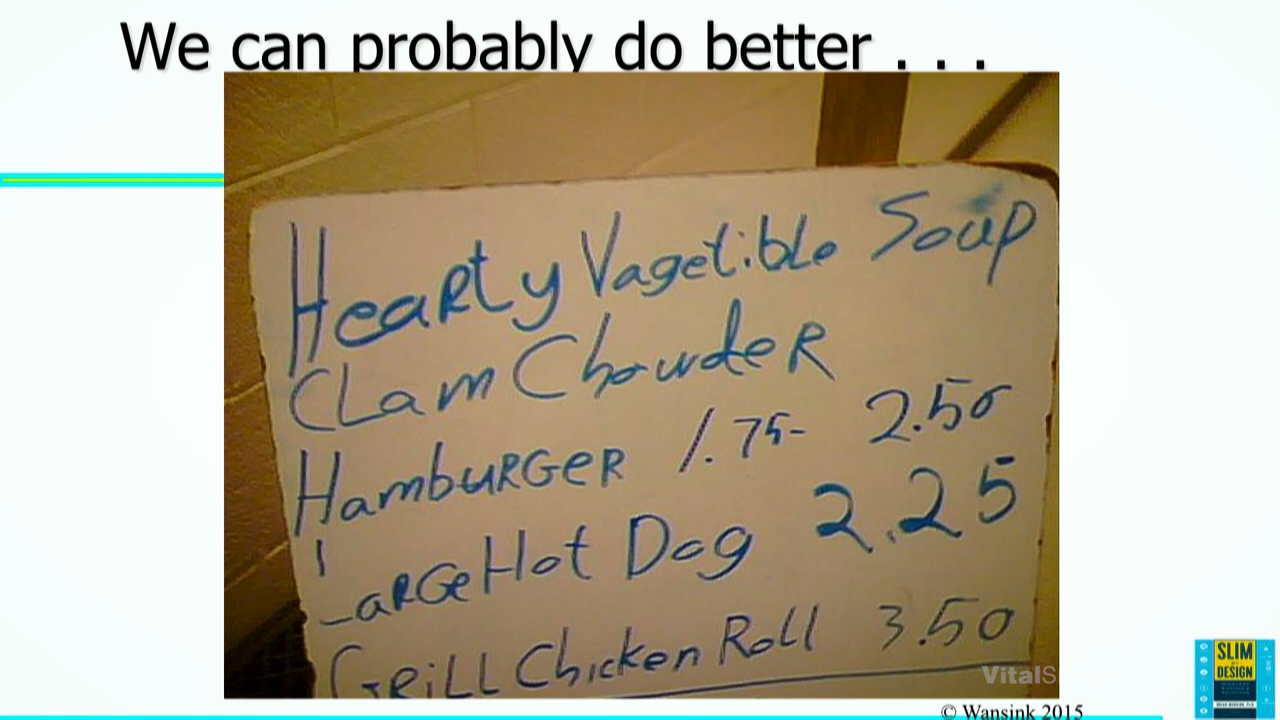 We can probably do better . . .
Hearty Vagetible Soup
Clam Chowder
Hamburger 1.75- 2.50
Large Hot Dog 2.25
Grill Chicken Roll 3.50
VitalS
SLIM
BY
DESIGN
© Wansink 2015